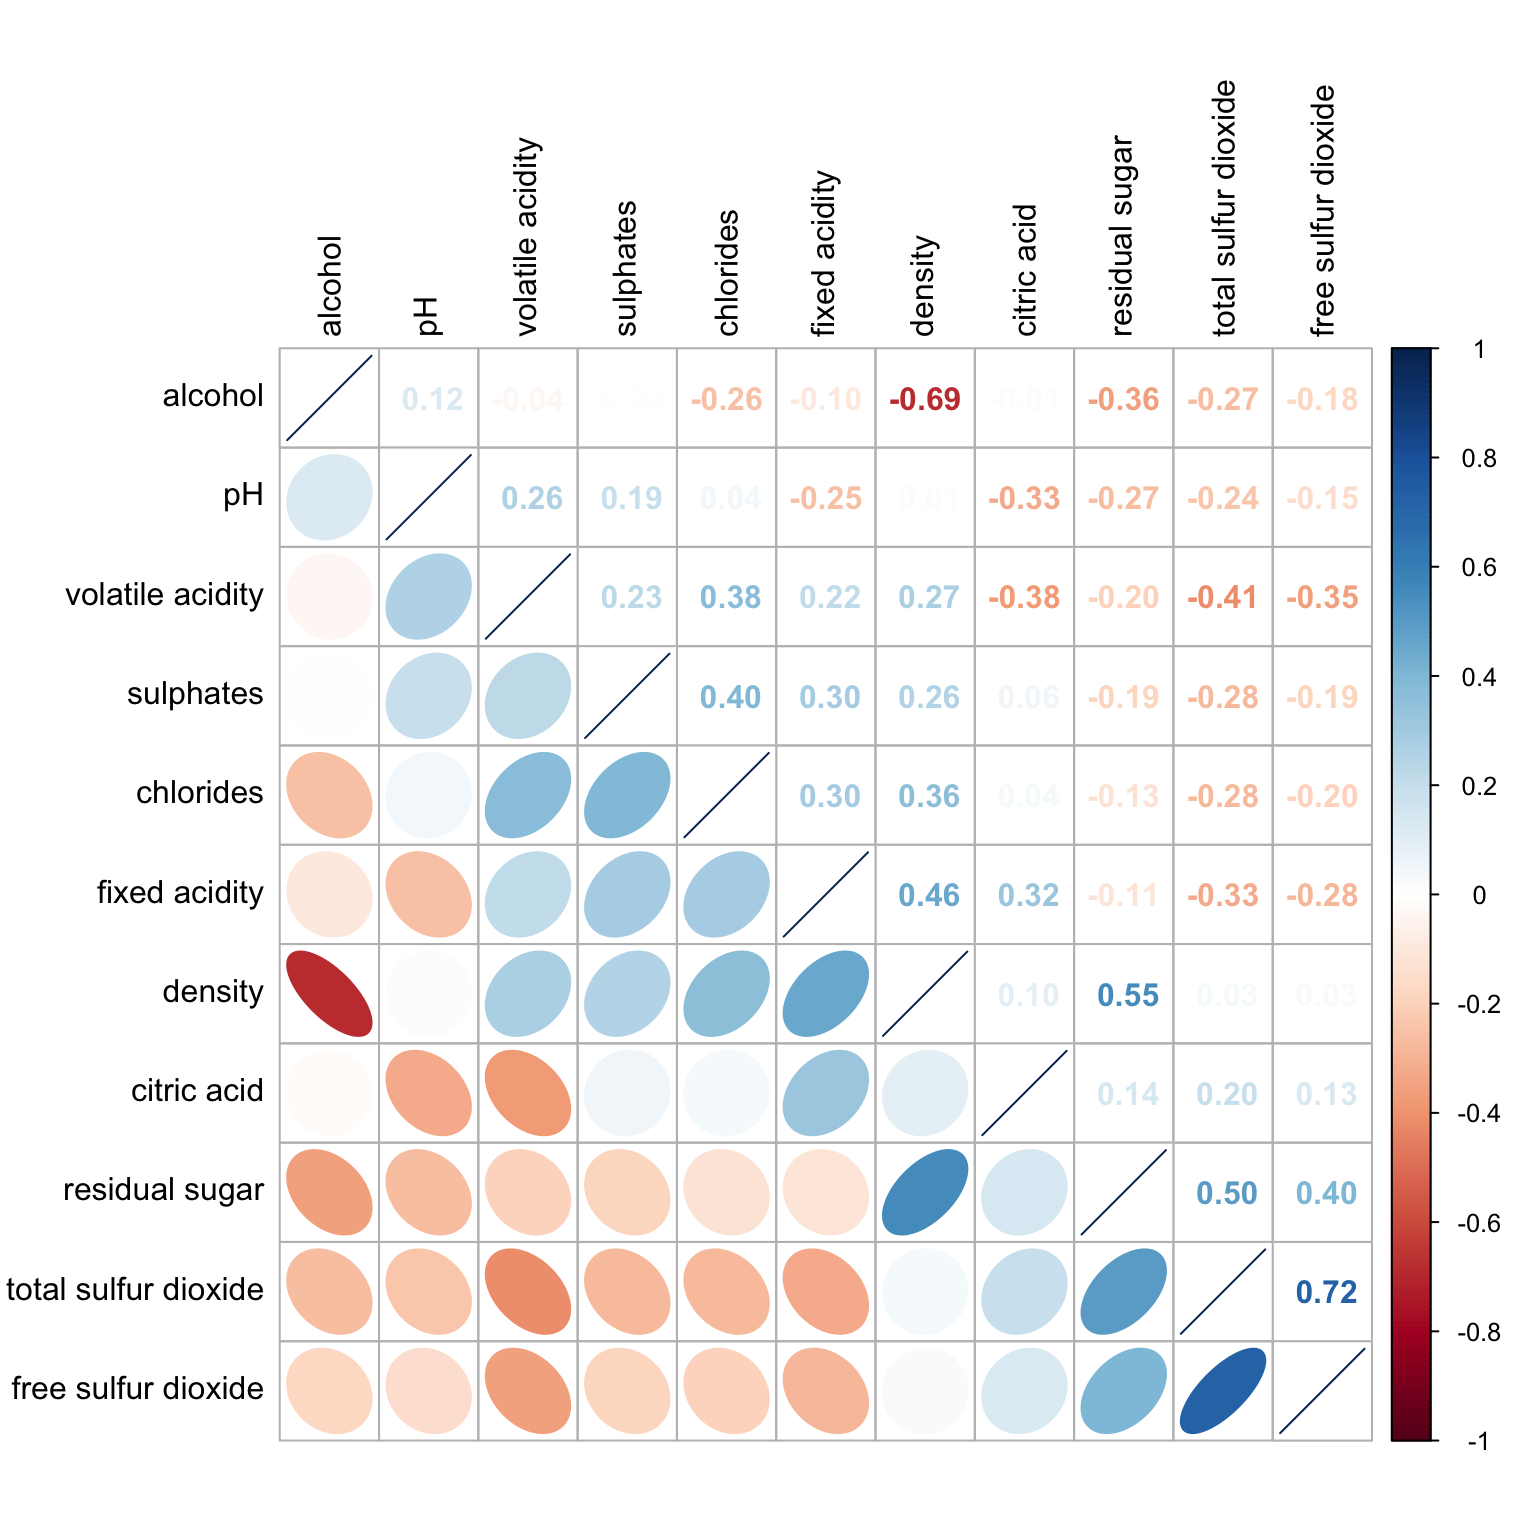 alcohol
pH
volatile acidity
sulphates
chlorides
fixed acidity
density
citric acid
residual sugar
total sulfur dioxide
free sulfur dioxide
alcohol 0.12 -0.04 0.00 -0.26 -0.10 -0.69 -0.01 -0.36 -0.27 -0.18
pH 0.26 0.19 0.04 -0.25 0.01 -0.33 -0.27 -0.24 -0.15
volatile acidity 0.23 0.38 0.22 0.27 -0.38 -0.20 -0.41 -0.35
sulphates 0.40 0.30 0.26 0.06 -0.19 -0.28 -0.19
chlorides 0.30 0.36 0.04 -0.13 -0.28 -0.20
fixed acidity 0.46 0.32 -0.11 -0.33 -0.28
density 0.10 0.55 0.03 0.03
citric acid 0.14 0.20 0.13
residual sugar 0.50 0.40
total sulfur dioxide 0.72
free sulfur dioxide
1
0.8
0.6
0.4
0.2
0
-0.2
-0.4
-0.6
-0.8
-1